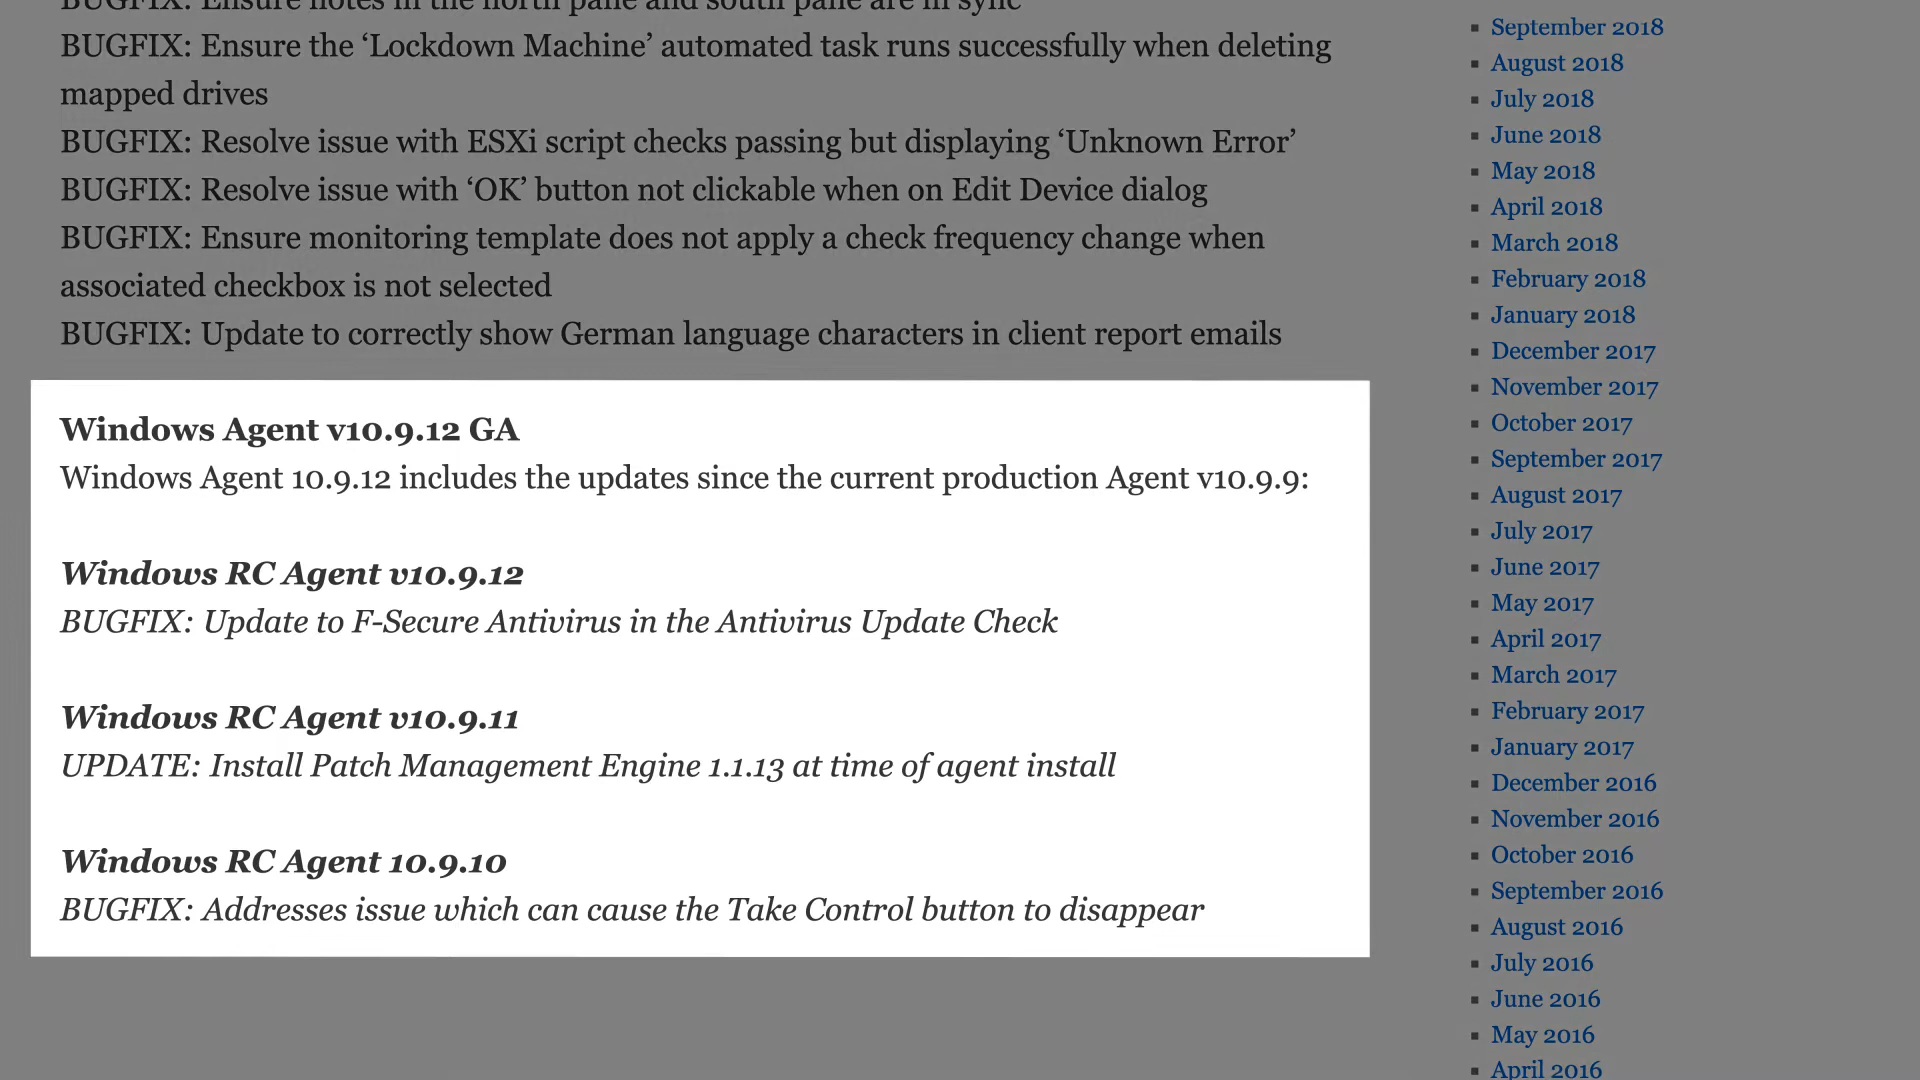 BUGFIX: Ensure notes in the north pane and south pane are in sync
BUGFIX: Ensure the ‘Lockdown Machine’ automated task runs successfully when deleting
mapped drives
BUGFIX: Resolve issue with ESXi script checks passing but displaying ‘Unknown Error’
BUGFIX: Resolve issue with ‘OK’ button not clickable when on Edit Device dialog
BUGFIX: Ensure monitoring template does not apply a check frequency change when
associated checkbox is not selected
BUGFIX: Update to correctly show German language characters in client report emails
Windows Agent v10.9.12 GA
Windows Agent 10.9.12 includes the updates since the current production Agent v10.9.9:
Windows RC Agent v10.9.12
BUGFIX: Update to F-Secure Antivirus in the Antivirus Update Check
Windows RC Agent v10.9.11
UPDATE: Install Patch Management Engine 1.1.13 at time of agent install
Windows RC Agent 10.9.10
BUGFIX: Addresses issue which can cause the Take Control button to disappear
September 2018
August 2018
July 2018
June 2018
May 2018
April 2018
March 2018
February 2018
January 2018
December 2017
November 2017
October 2017
September 2017
August 2017
July 2017
June 2017
May 2017
April 2017
March 2017
February 2017
January 2017
December 2016
November 2016
October 2016
September 2016
August 2016
July 2016
June 2016
May 2016
April 2016